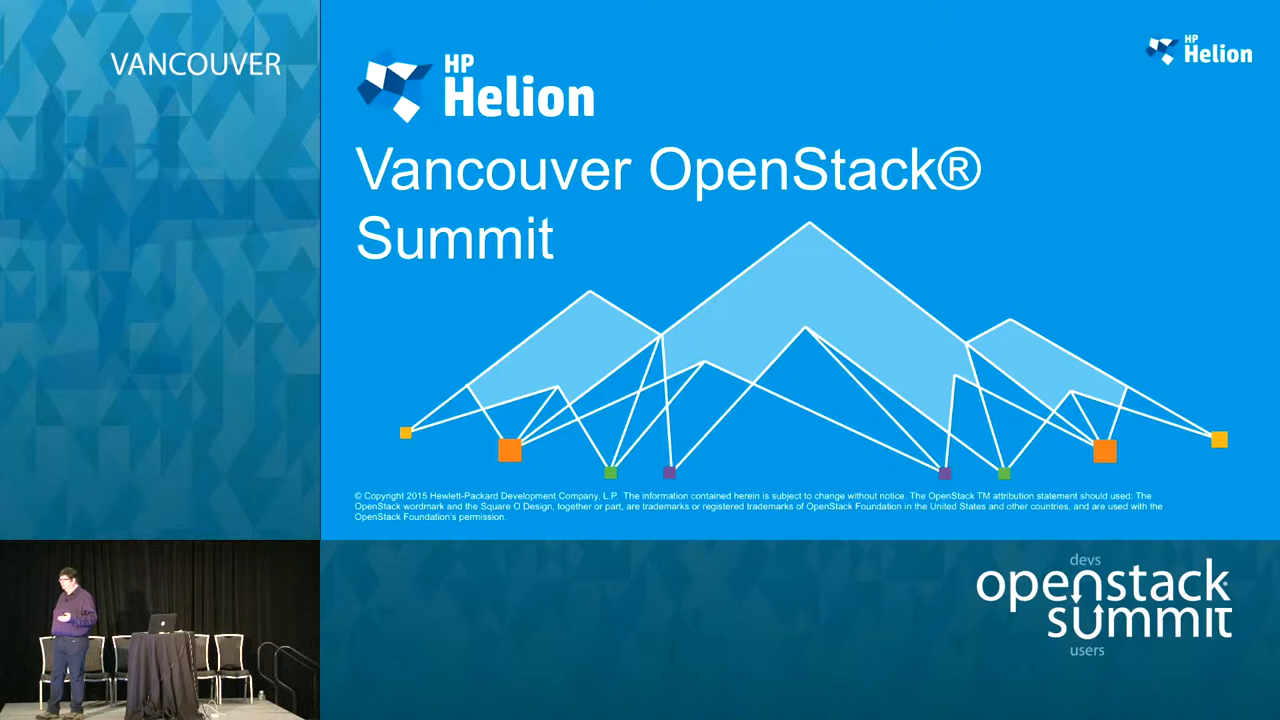 VANCOUVER
HP
Helion
HP
Helion
Vancouver OpenStack®
Summit
© Copyright 2015 Hewlett-Packard Development Company, L.P. The information contained herein is subject to change without notice. The OpenStack TM attribution statement should used: The
OpenStack wordmark and the Square O Design, together or part, are trademarks or registered trademarks of OpenStack Foundation in the United States and other countries, and are used with the
OpenStack Foundation's permission.
devs
openstack
summit
users